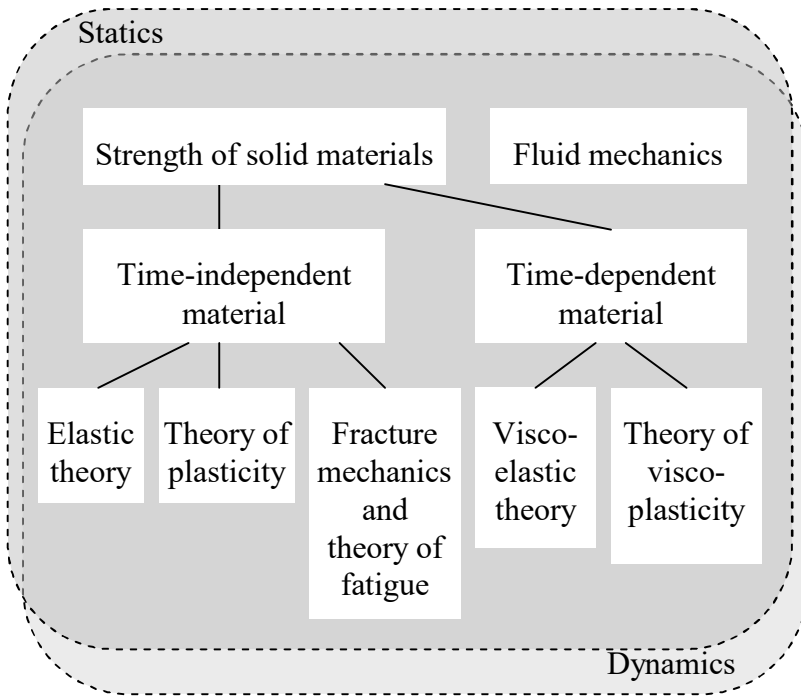 Statics
Strength of solid materials
Fluid mechanics
Time-independent
material
Time-dependent
material
Elastic
theory
Theory of
plasticity
Fracture
mechanics
and
theory of
fatigue
Visco-
elastic
theory
Theory of
visco-
plasticity
Dynamics